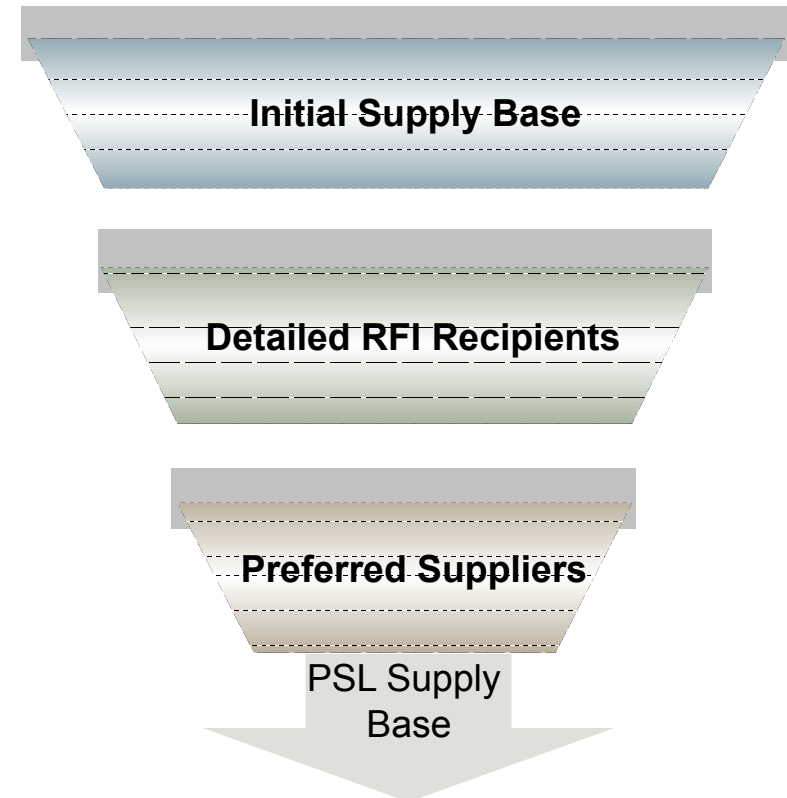 Initial Supply Base
Detailed RFI Recipients
Preferred Suppliers
PSL Supply
Base